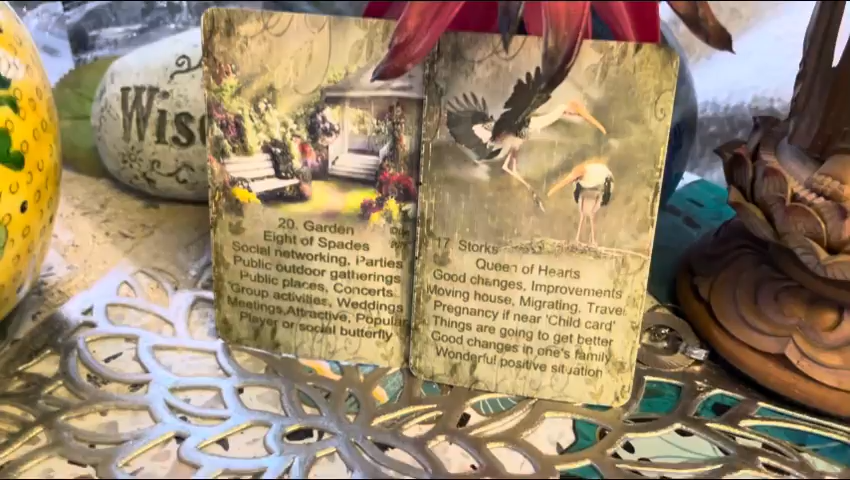 Wis
20. Garden
Eight of Spades
Social networking, Parties
Public outdoor gatherings
Public places, Concerts
Group activities, Weddings
Meetings,Attractive, Popular
Player or social butterfly
17 Storks
Queen of Hearts
Good changes, Improvements
Moving house, Migrating, Travel
Pregnancy if near 'Child card'
Things are going to get better
Good changes in one's family
Wonderful positive situation